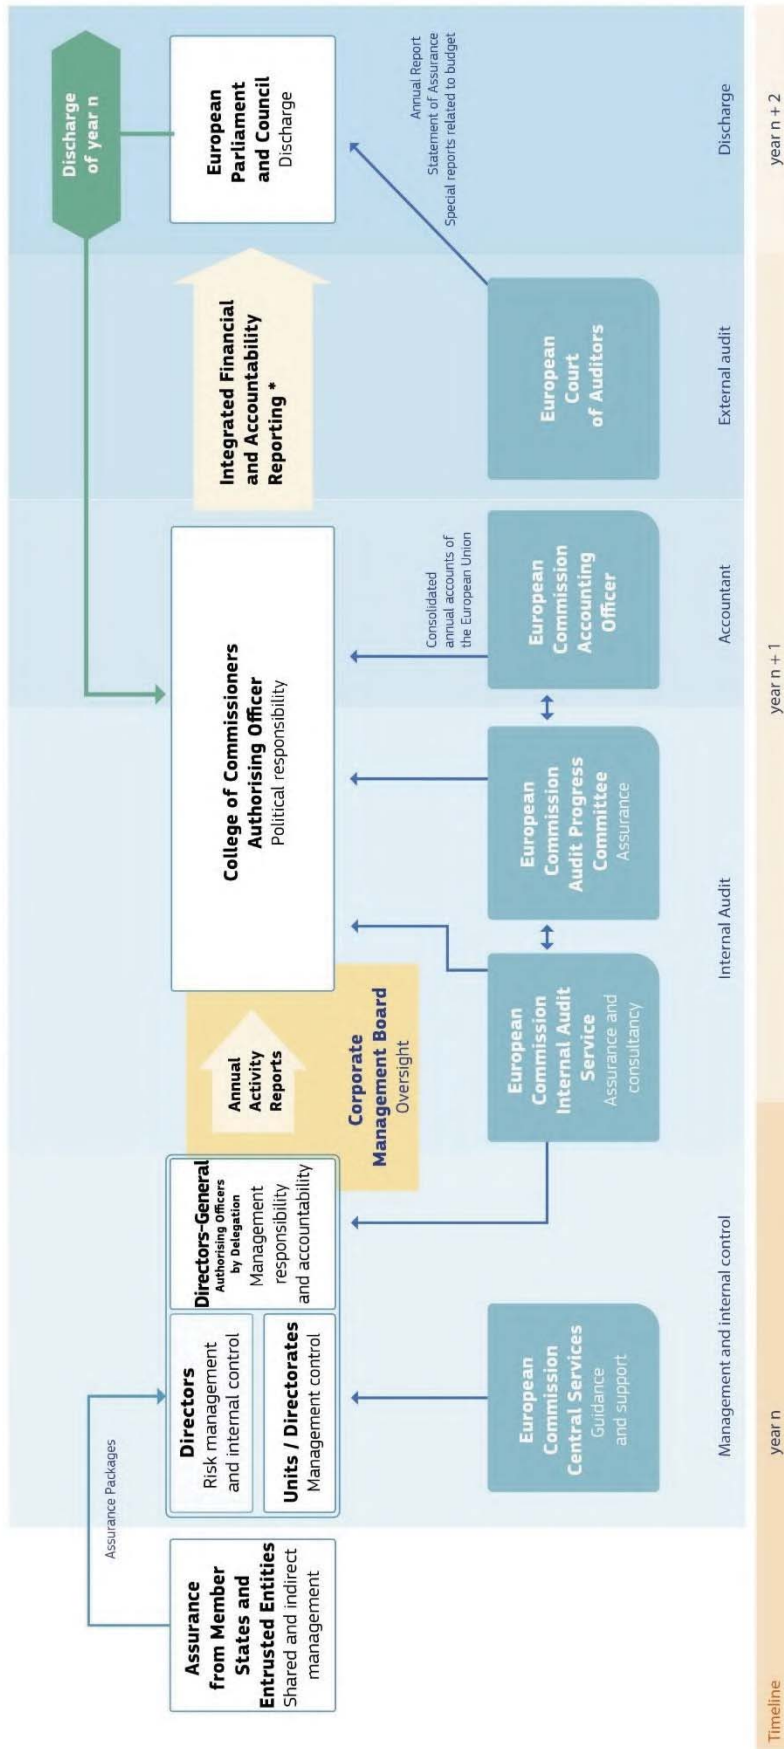 Assurance Packages
Assurance
from Member
States and
Entrusted Entities
Shared and indirect
management
Directors
Risk management
and internal control
Units / Directorates
Management control
Directors-General
Authorising Officers
by Delegation
Management
responsibility
and accountability
Annual
Activity
Reports
Corporate
Management Board
Oversight
College of Commissioners
Authorising Officer
Political responsibility
Integrated Financial
and Accountability
Reporting *
Discharge
of year n
European
Parliament
and Council
Discharge
European
Commission
Central Services
Guidance
and support
European
Commission
Internal Audit
Service
Assurance and
consultancy
European
Commission
Audit Progress
Committee
Assurance
Consolidated
annual accounts of
the European Union
European
Commission
Accounting
Officer
European
Court
of Auditors
Annual Report
Statement of Assurance
Special reports related to budget
Management and internal control
Internal Audit
Accountant
External audit
Discharge
Timeline
year n
year n + 1
year n + 2